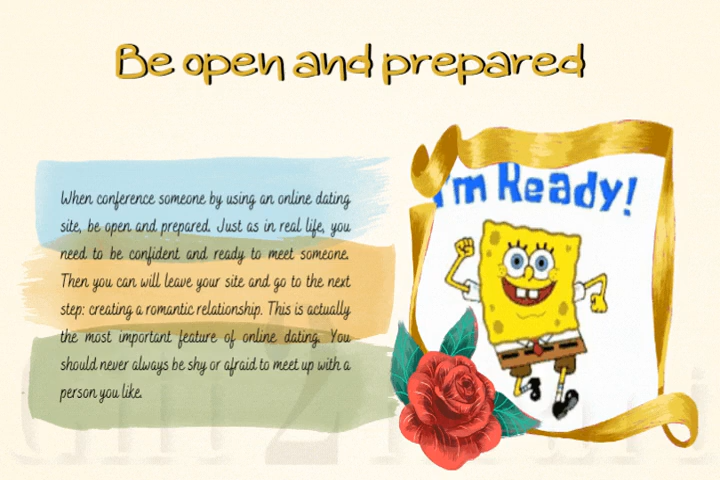 Be open and prepared
I'm Ready!
When conference someone by using an online dating
site, be open and prepared. Just as in real life, you
need to be confident and ready to meet someone.
Then you can will leave your site and go to the next
step: creating a romantic relationship. This is actually
the most important feature of online dating. You
should never always be shy or afraid to meet up with a
person you like.